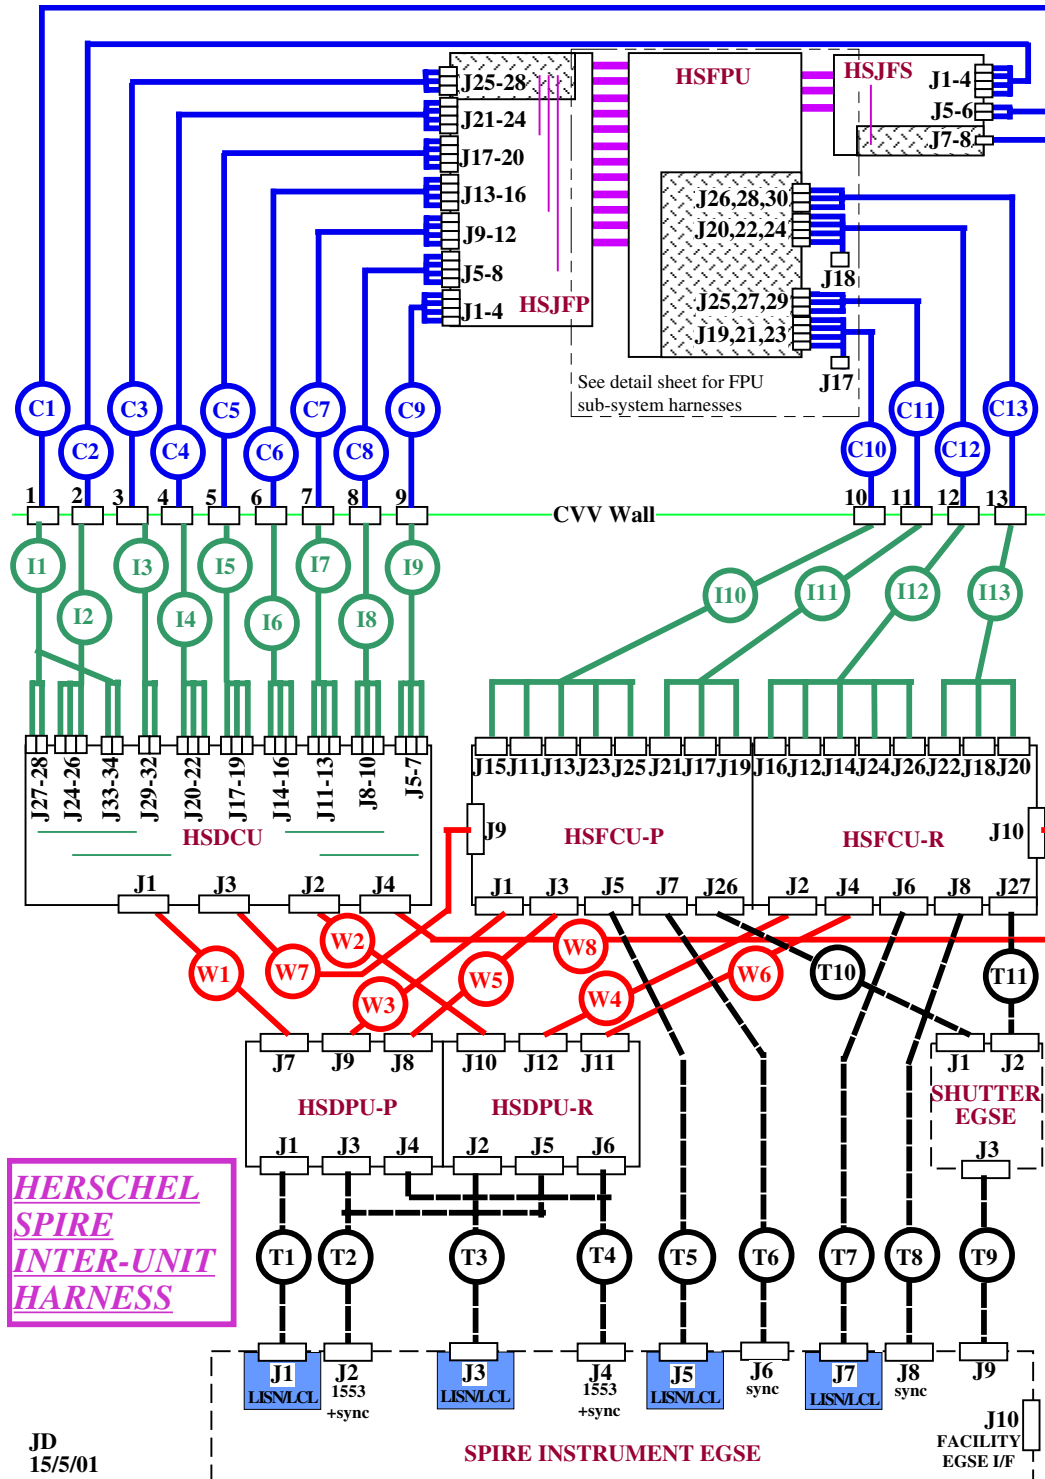 HSJFP
HSFPU
HSJFS
J25-28
J21-24
J17-20
J13-16
J9-12
J5-8
J1-4
J1-4
J5-6
J7-8
J26,28,30
J20,22,24
J18
J25,27,29
J19,21,23
J17
See detail sheet for FPU
sub-system harnesses
C1 C3 C5 C7 C9 C11 C13
C2 C4 C6 C8 C10 C12
1 2 3 4 5 6 7 8 9 10 11 12 13
CVV Wall
I1 I3 I5 I7 I9
I2 I4 I6 I8 I10 I11 I12 I13
J27-28 J24-26 J33-34 J29-32 J20-22 J17-19 J14-16 J11-13 J8-10 J5-7
J15 J11 J13 J23 J25 J21 J17 J19 J16 J12 J14 J24 J26 J22 J18 J20
HSDCU
J9
HSFCU-P
HSFCU-R
J10
J1 J3 J2 J4
J1 J3 J5 J7 J26 J2 J4 J6 J8 J27
W1 W7 W2 W3 W5 W8 W4 W6 T10 T11
J7 J9 J8 J10 J12 J11
J1 J2
HSDPU-P
HSDPU-R
SHUTTER
EGSE
J1 J3 J4 J2 J5 J6
J3
HERSCHEL
SPIRE
INTER-UNIT
HARNESS
T1 T2 T3 T4 T5 T6 T7 T8 T9
J1
LISN/LCL
J2
1553
+sync
J3
LISN/LCL
J4
1553
+sync
J5
LISN/LCL
J6
sync
J7
LISN/LCL
J8
sync
J9
J10
FACILITY
EGSE I/F
SPIRE INSTRUMENT EGSE
JD
15/5/01